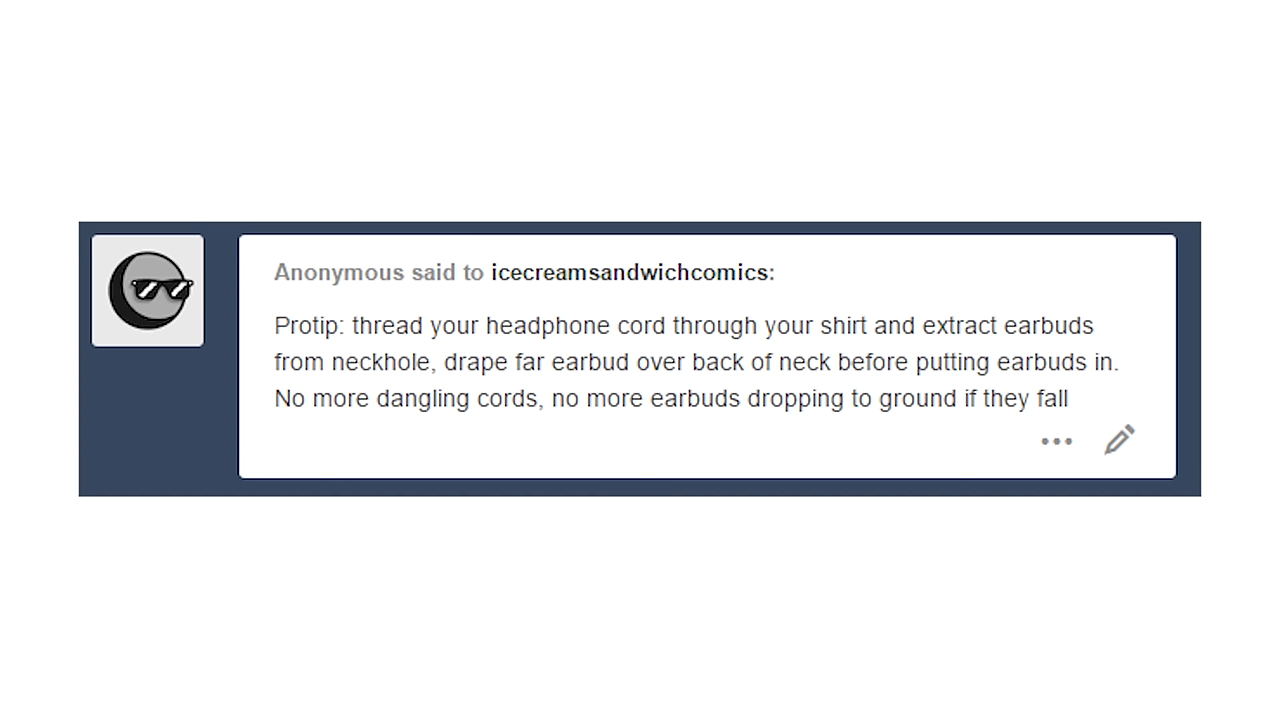 Anonymous said to icecreamsandwichcomics:
Protip: thread your headphone cord through your shirt and extract earbuds
from neckhole, drape far earbud over back of neck before putting earbuds in.
No more dangling cords, no more earbuds dropping to ground if they fall